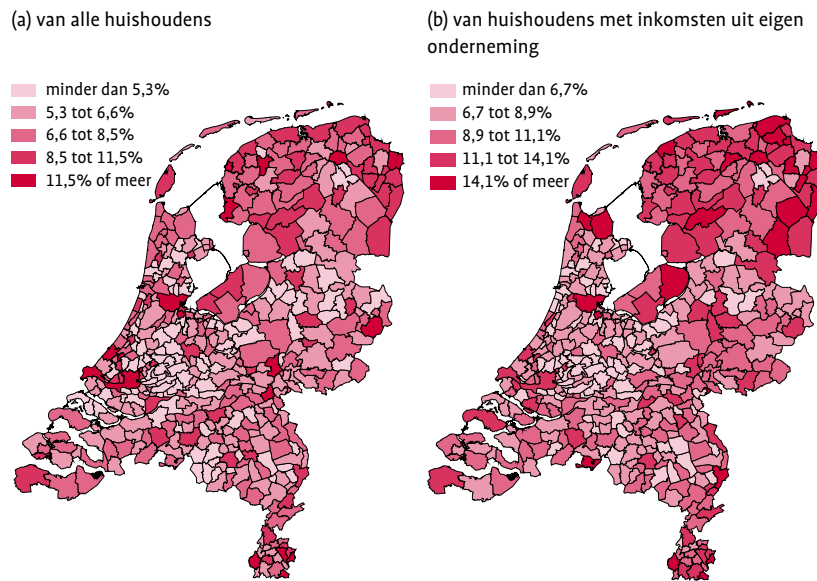 (a) van alle huishoudens
minder dan 5,3%
5,3 tot 6,6%
6,6 tot 8,5%
8,5 tot 11,5%
11,5% of meer
(b) van huishoudens met inkomsten uit eigen
onderneming
minder dan 6,7%
6,7 tot 8,9%
8,9 tot 11,1%
11,1 tot 14,1%
14,1% of meer